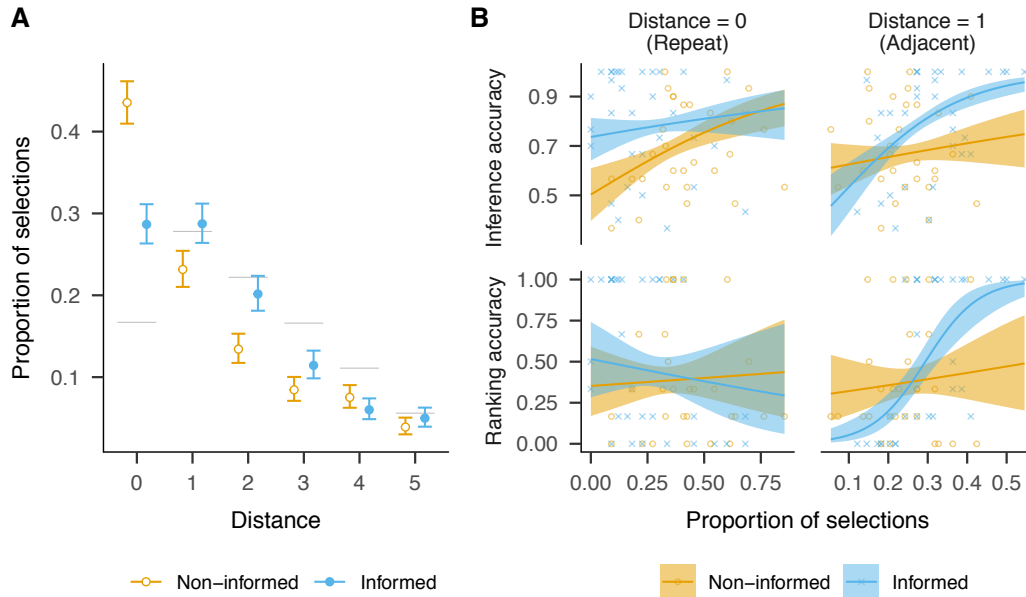 A
B
Distance = 0
(Repeat)
Distance = 1
(Adjacent)
Proportion of selections
0.4
0.3
0.2
0.1
0
1
2
3
4
5
Distance
Non−informed
Informed
Inference accuracy
0.9
0.7
0.5
Ranking accuracy
1.00
0.75
0.50
0.25
0.00
0.00
0.25
0.50
0.75
0.1
0.2
0.3
0.4
0.5
Proportion of selections
Non−informed
Informed